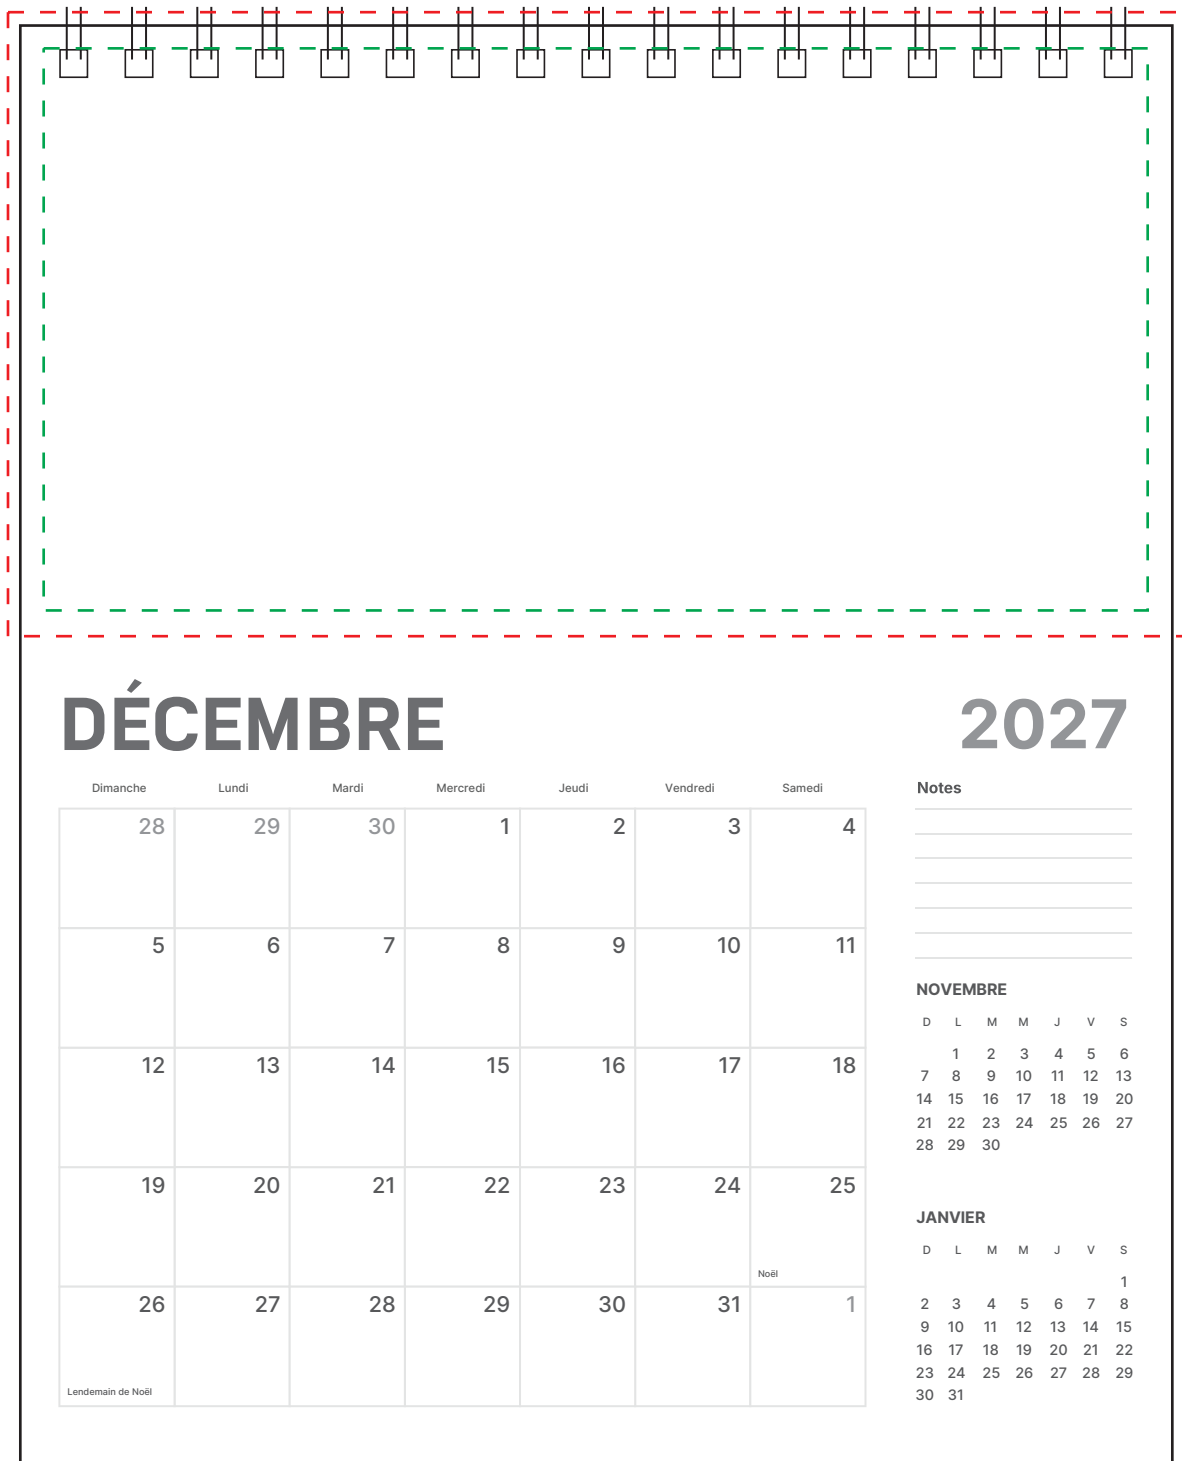 DÉCEMBRE 2027
Dimanche Lundi Mardi Mercredi Jeudi Vendredi Samedi
28 29 30 1 2 3 4
5 6 7 8 9 10 11
12 13 14 15 16 17 18
19 20 21 22 23 24 25
Noël
26 27 28 29 30 31 1
Lendemain de Noël
Notes
NOVEMBRE
D L M M J V S
1 2 3 4 5 6
7 8 9 10 11 12 13
14 15 16 17 18 19 20
21 22 23 24 25 26 27
28 29 30
JANVIER
D L M M J V S
1
2 3 4 5 6 7 8
9 10 11 12 13 14 15
16 17 18 19 20 21 22
23 24 25 26 27 28 29
30 31